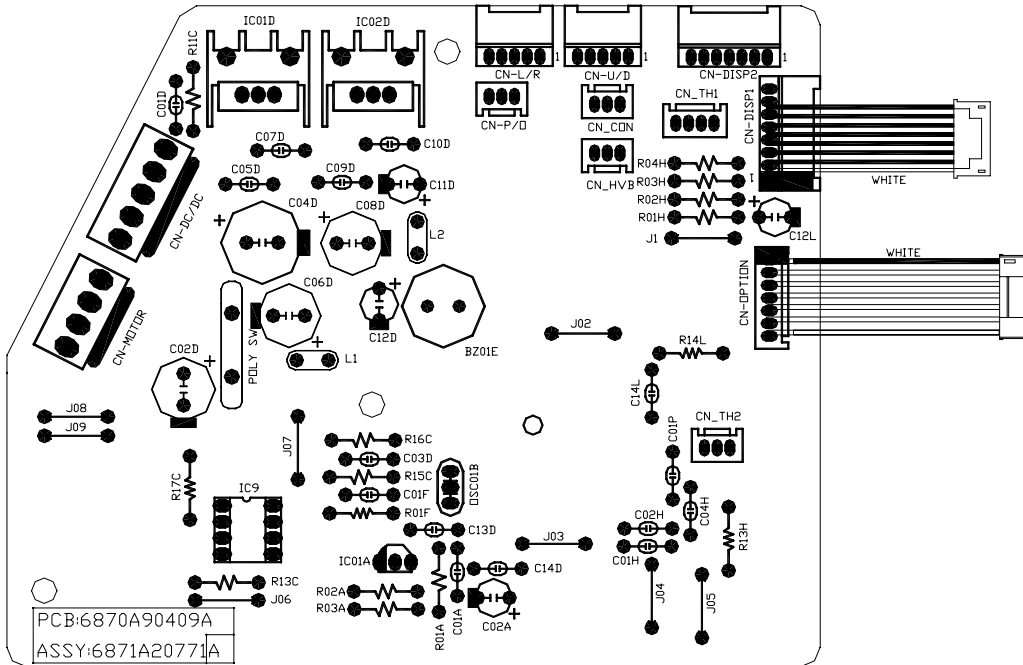 IC01D
IC02D
R11C
C01D
1
1
1
CN-L/R
CN-U/D
CN-DISP2
CN-P/O
CN_CON
CN_TH1
CN-DISP1
C07D
C10D
CN_HVB
R04H
C05D
C09D
C11D
R03H
1
WHITE
R02H
CN-DC/DC
C04D
C08D
R01H
L2
J1
C12L
WHITE
C06D
CN-OPTION
CN-MOTOR
C12D
BZ01E
J02
R14L
C02D
POLY SW
L1
C14L
J08
J09
J07
R16C
C01P
CN_TH2
C03D
R17C
R15C
OSC01B
IC9
C01F
C04H
R01F
C13D
C02H
R13H
J03
IC01A
C01H
R13C
C14D
R02A
J06
J04
J05
R03A
R01A
C01A
C02A
PCB:6870A90409A
ASSY:6871A20771A